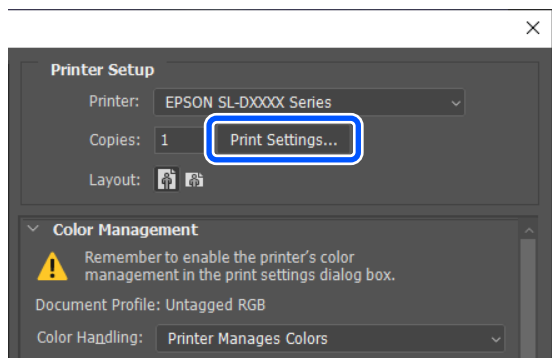 Printer Setup
Printer: EPSON SL-DXXXX Series
Copies: 1 Print Settings...
Layout:
Color Management
Remember to enable the printer's color
management in the print settings dialog box.
Document Profile: Untagged RGB
Color Handling: Printer Manages Colors